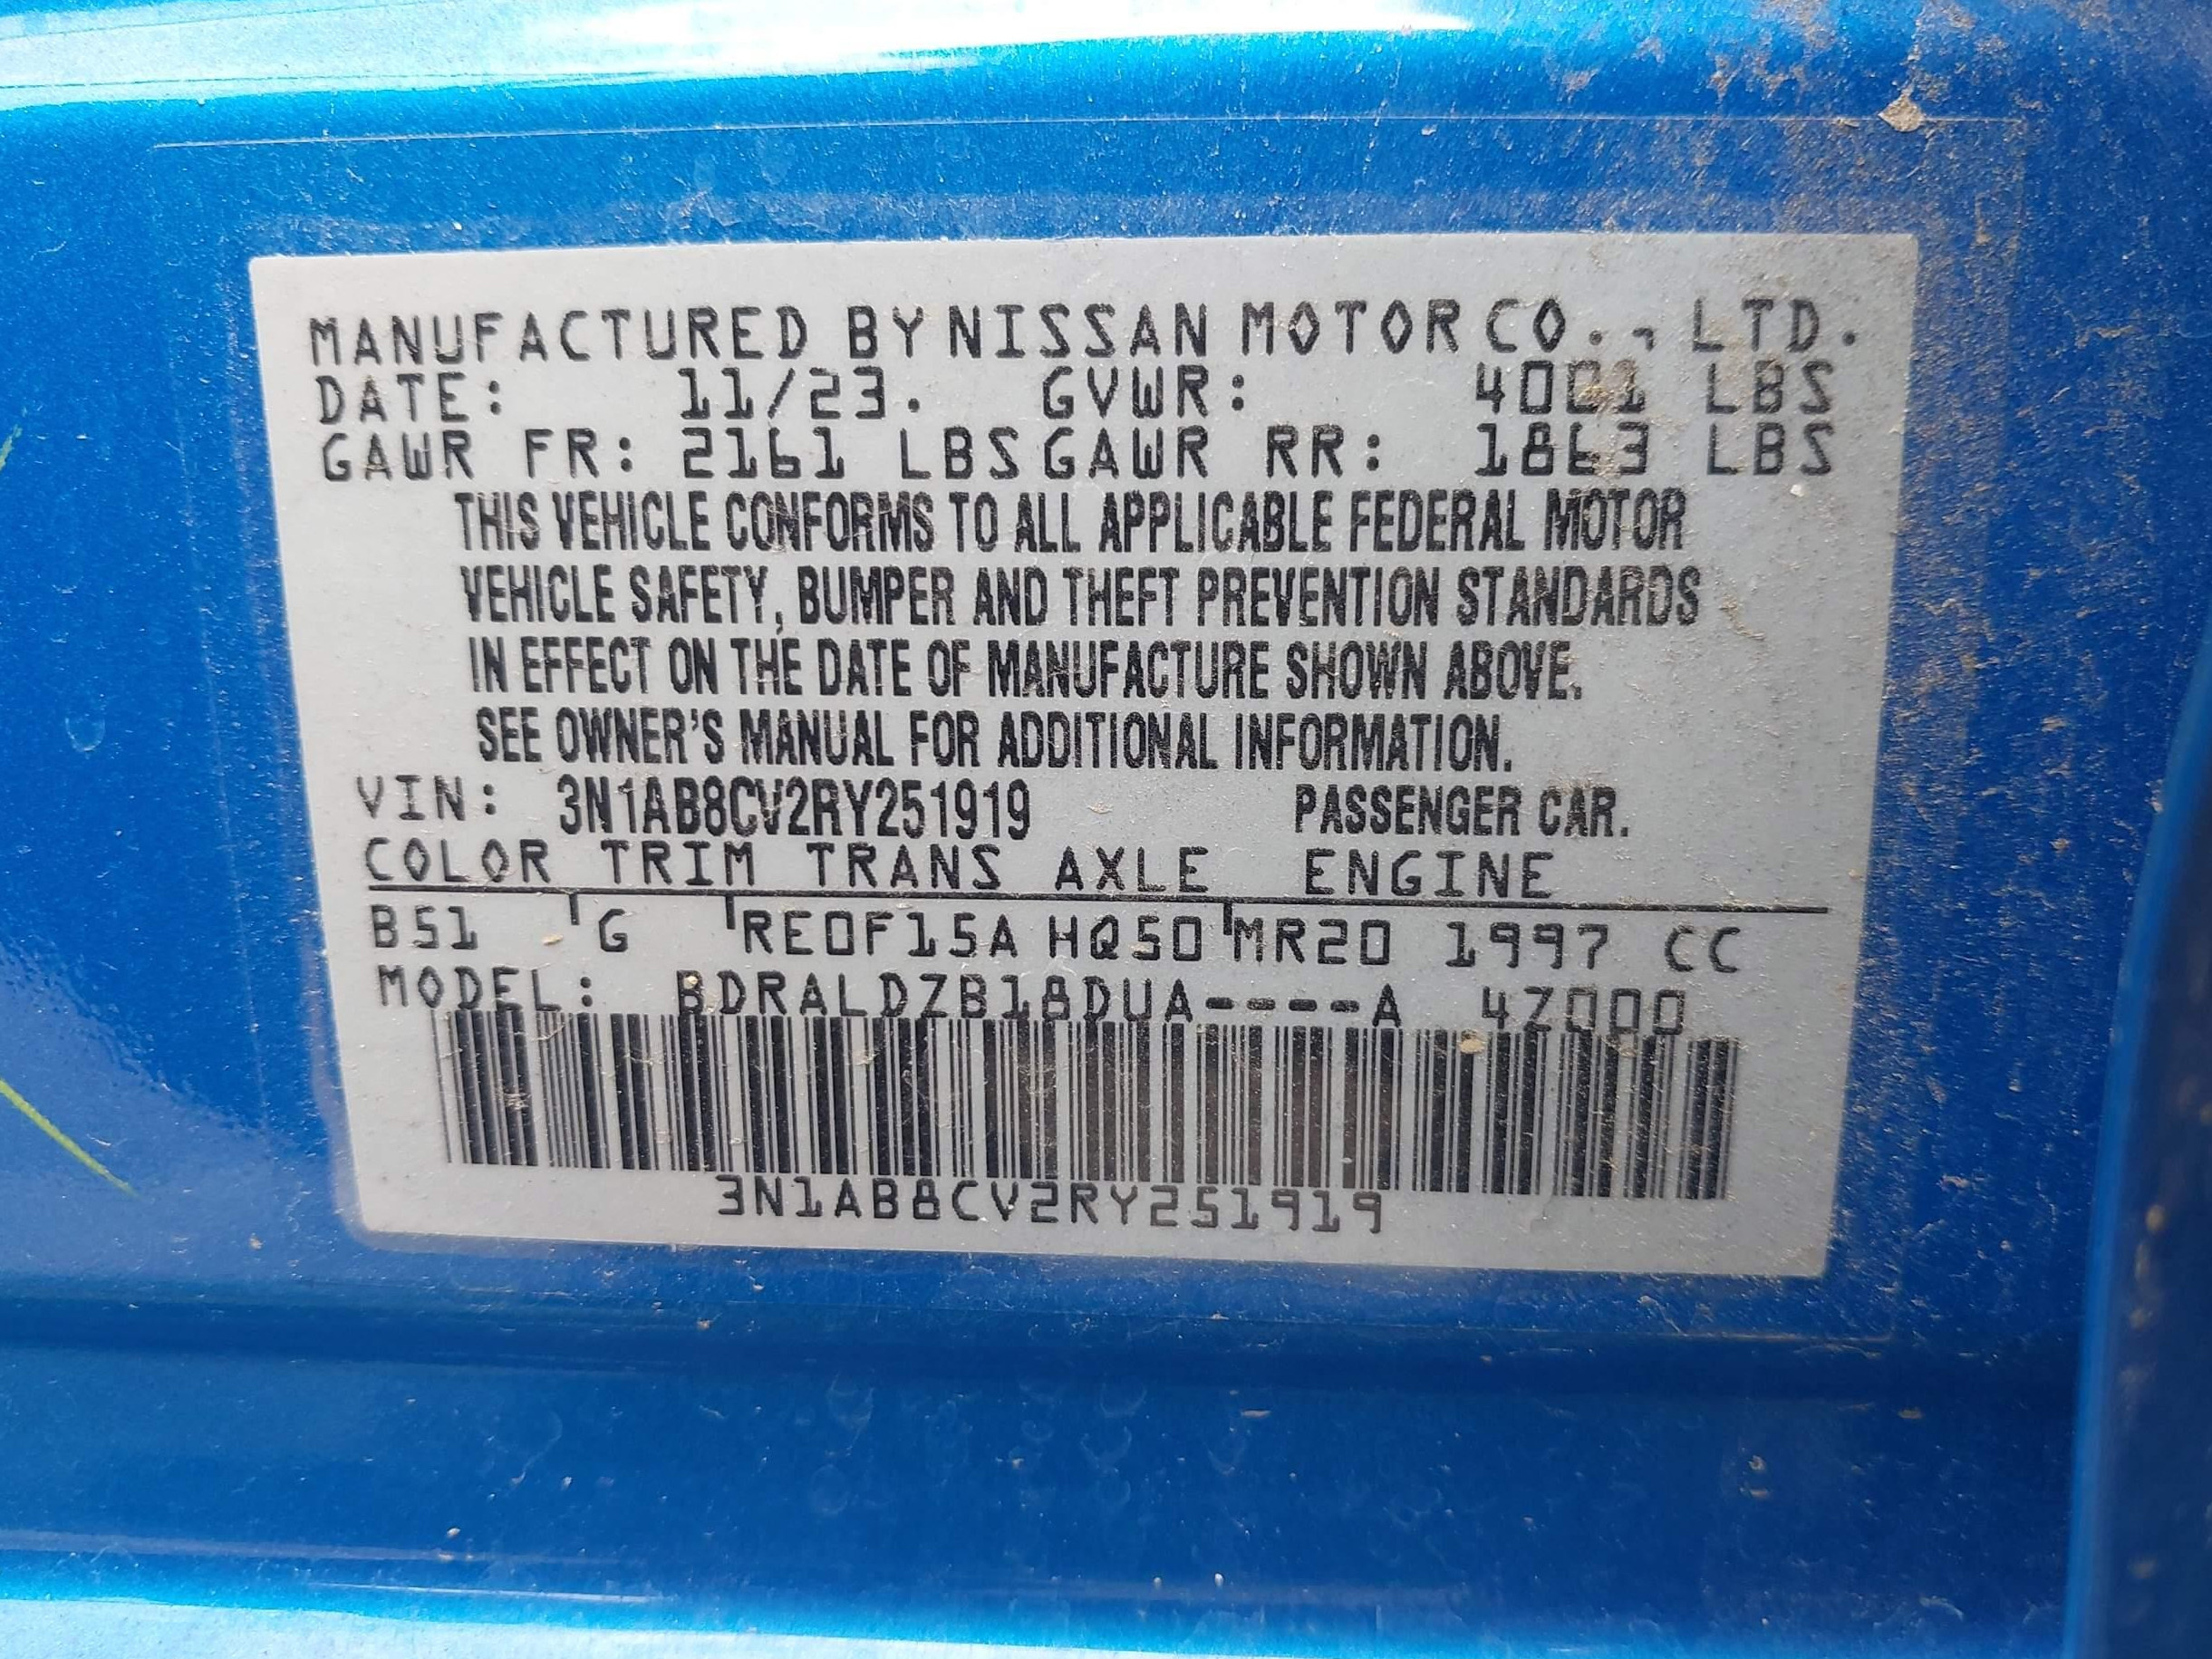 MANUFACTURED BY NISSAN MOTOR CO., LTD.
DATE: 11/23. GVWR: 4001 LBS
GAWR FR: 2161 LBS GAWR RR: 1863 LBS
THIS VEHICLE CONFORMS TO ALL APPLICABLE FEDERAL MOTOR
VEHICLE SAFETY, BUMPER AND THEFT PREVENTION STANDARDS
IN EFFECT ON THE DATE OF MANUFACTURE SHOWN ABOVE.
SEE OWNER'S MANUAL FOR ADDITIONAL INFORMATION.
VIN: 3N1AB8CV2RY251919 PASSENGER CAR.
COLOR TRIM TRANS AXLE ENGINE
B51 G RE0F15A HQ50 MR20 1997 CC
MODEL: BDRALDZB18DUA----A 4Z000
3N1AB8CV2RY251919